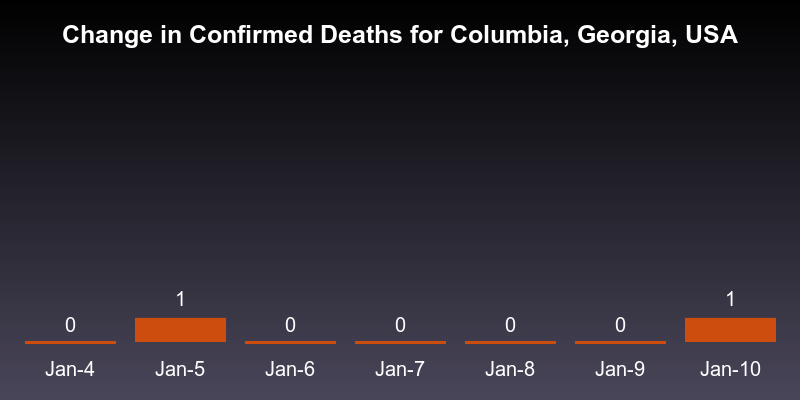 Change in Confirmed Deaths for Columbia, Georgia, USA
0 1 0 0 0 0 1
Jan-4 Jan-5 Jan-6 Jan-7 Jan-8 Jan-9 Jan-10